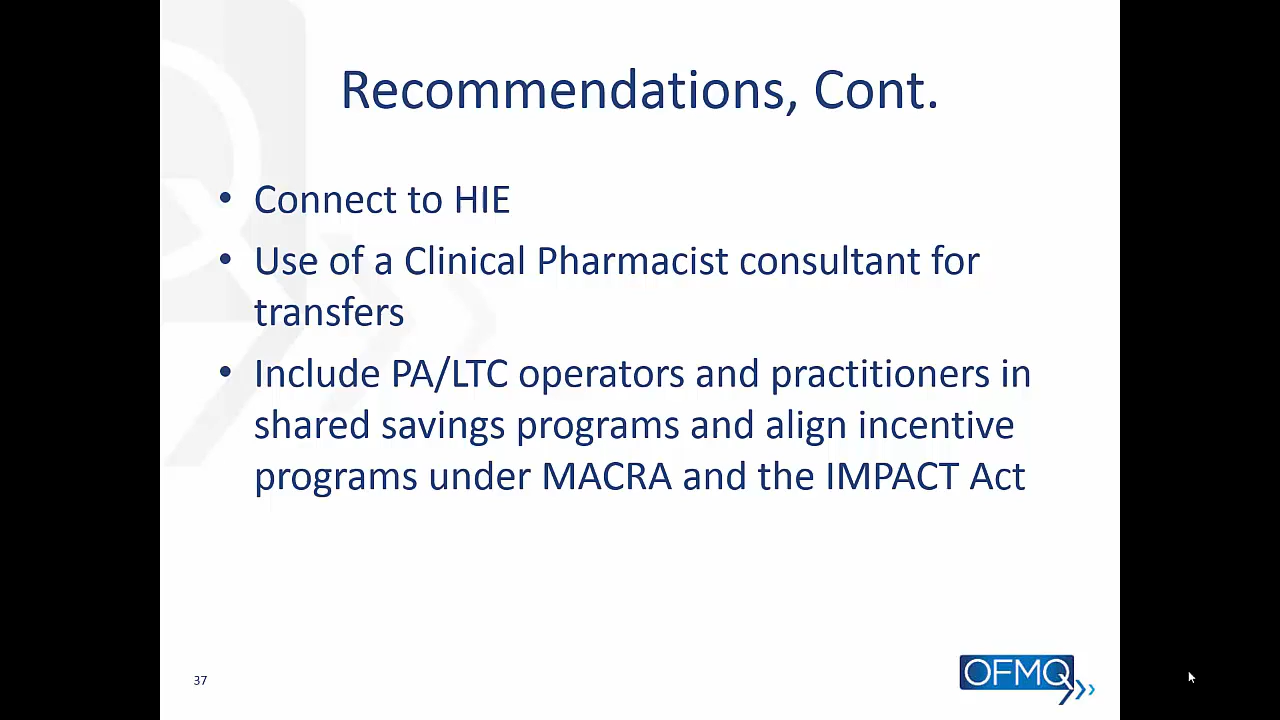 Recommendations, Cont.
• Connect to HIE
• Use of a Clinical Pharmacist consultant for
transfers
• Include PA/LTC operators and practitioners in
shared savings programs and align incentive
programs under MACRA and the IMPACT Act
37
OFMQ